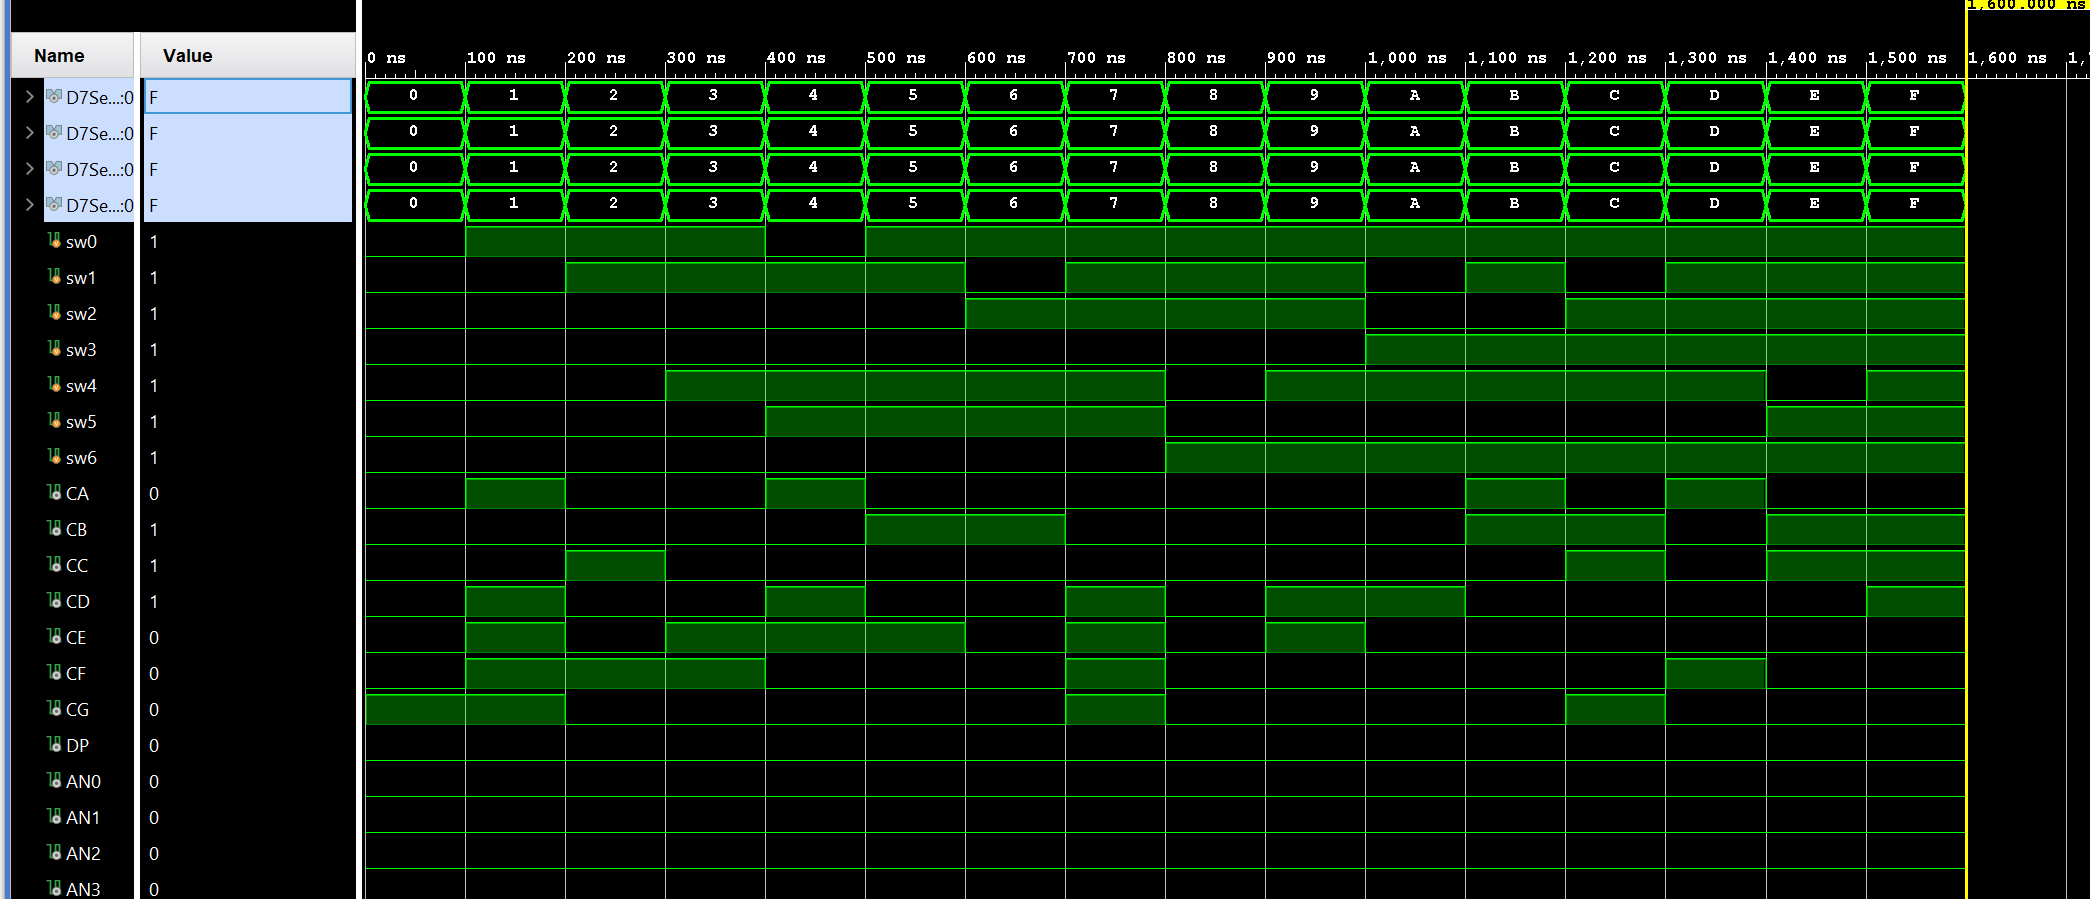 1,600.000 ns
Name Value
0 ns 100 ns 200 ns 300 ns 400 ns 500 ns 600 ns 700 ns 800 ns 900 ns 1,000 ns 1,100 ns 1,200 ns 1,300 ns 1,400 ns 1,500 ns 1,600 ns
D7Se...:0 F 0 1 2 3 4 5 6 7 8 9 A B C D E F
D7Se...:0 F 0 1 2 3 4 5 6 7 8 9 A B C D E F
D7Se...:0 F 0 1 2 3 4 5 6 7 8 9 A B C D E F
D7Se...:0 F 0 1 2 3 4 5 6 7 8 9 A B C D E F
sw0 1
sw1 1
sw2 1
sw3 1
sw4 1
sw5 1
sw6 1
CA 0
CB 1
CC 1
CD 1
CE 0
CF 0
CG 0
DP 0
AN0 0
AN1 0
AN2 0
AN3 0